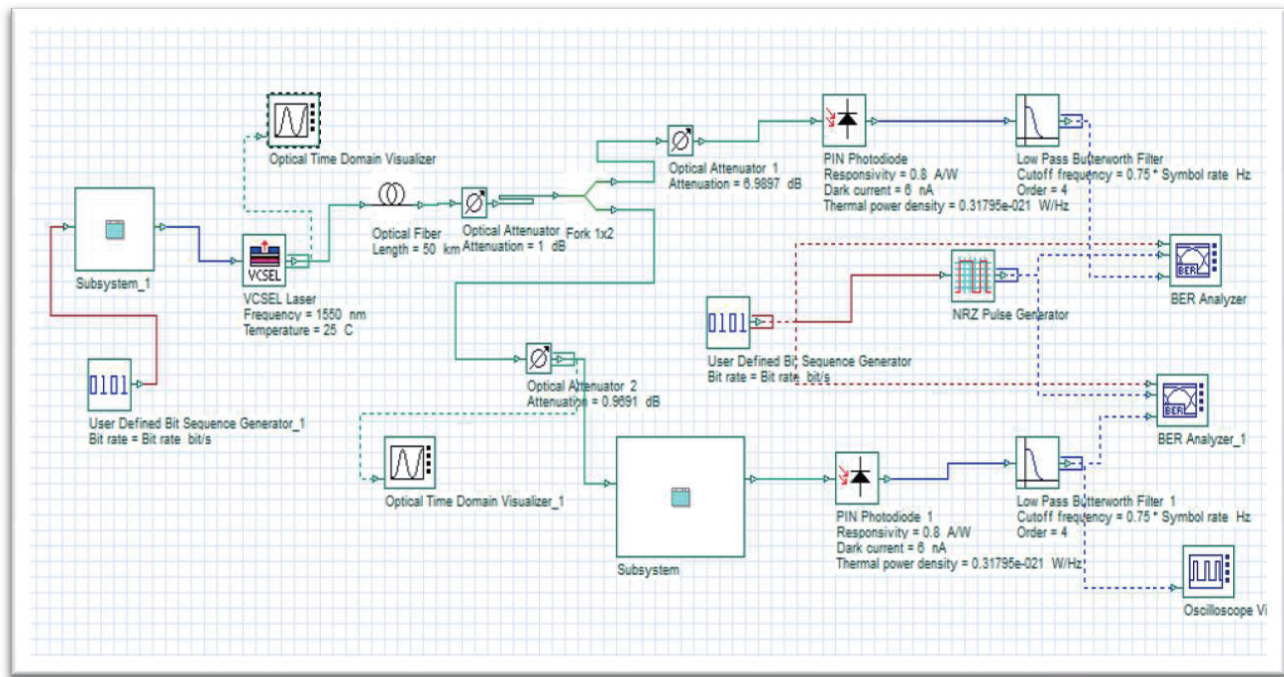 Optical Time Domain Visualizer
Subsystem_1
VCSEL
VCSEL Laser
Frequency = 1550 nm
Temperature = 25 C
0101
User Defined Bit Sequence Generator_1
Bit rate = Bit rate bit/s
Optical Fiber
Length = 50 km
Optical Attenuator
Attenuation = 1 dB
Fork 1x2
Optical Attenuator 1
Attenuation = 6.9897 dB
PIN Photodiode
Responsivity = 0.8 A/W
Dark current = 6 nA
Thermal power density = 0.31795e-021 W/Hz
Low Pass Butterworth Filter
Cutoff frequency = 0.75 * Symbol rate Hz
Order = 4
BER
BER Analyzer
0101
User Defined Bit Sequence Generator
Bit rate = Bit rate bit/s
NRZ Pulse Generator
Optical Attenuator 2
Attenuation = 0.9691 dB
Optical Time Domain Visualizer_1
Subsystem
PIN Photodiode 1
Responsivity = 0.8 A/W
Dark current = 6 nA
Thermal power density = 0.31795e-021 W/Hz
Low Pass Butterworth Filter 1
Cutoff frequency = 0.75 * Symbol rate Hz
Order = 4
BER
BER Analyzer_1
Oscilloscope Vi